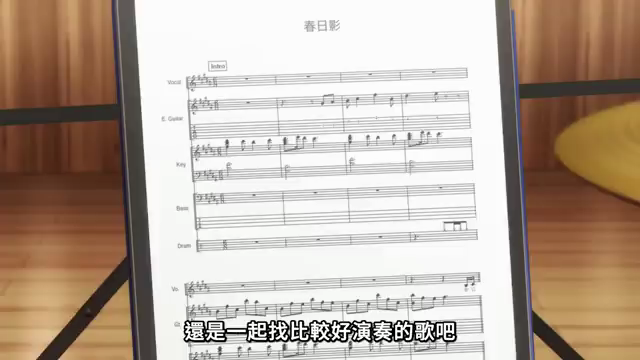 春日影
Intro
Vocal
E. Guitar
Key
Bass
Drum
Vo.
Gt.
還是一起找比較好演奏的歌吧